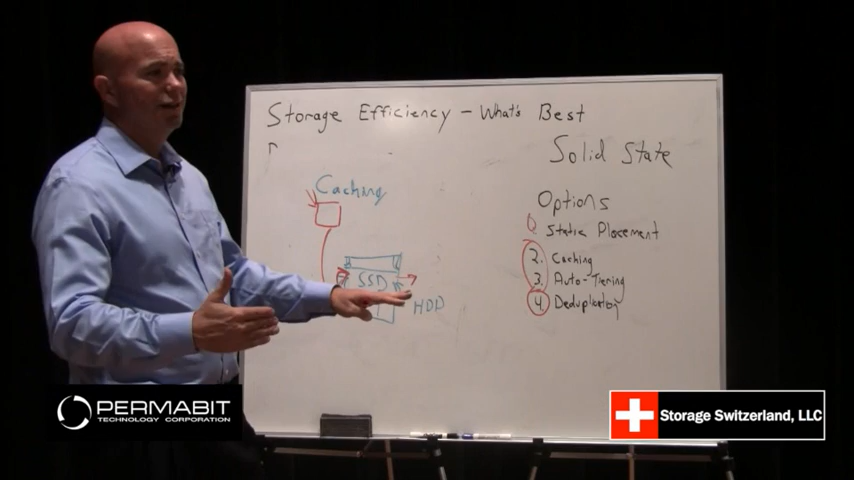 Storage Efficiency - What's Best
Solid State
Caching
Options
1. Static Placement
2. Caching
3. Auto-Tiering
4. Deduplication
SSD
HDD
PERMABIT
TECHNOLOGY CORPORATION
Storage Switzerland, LLC